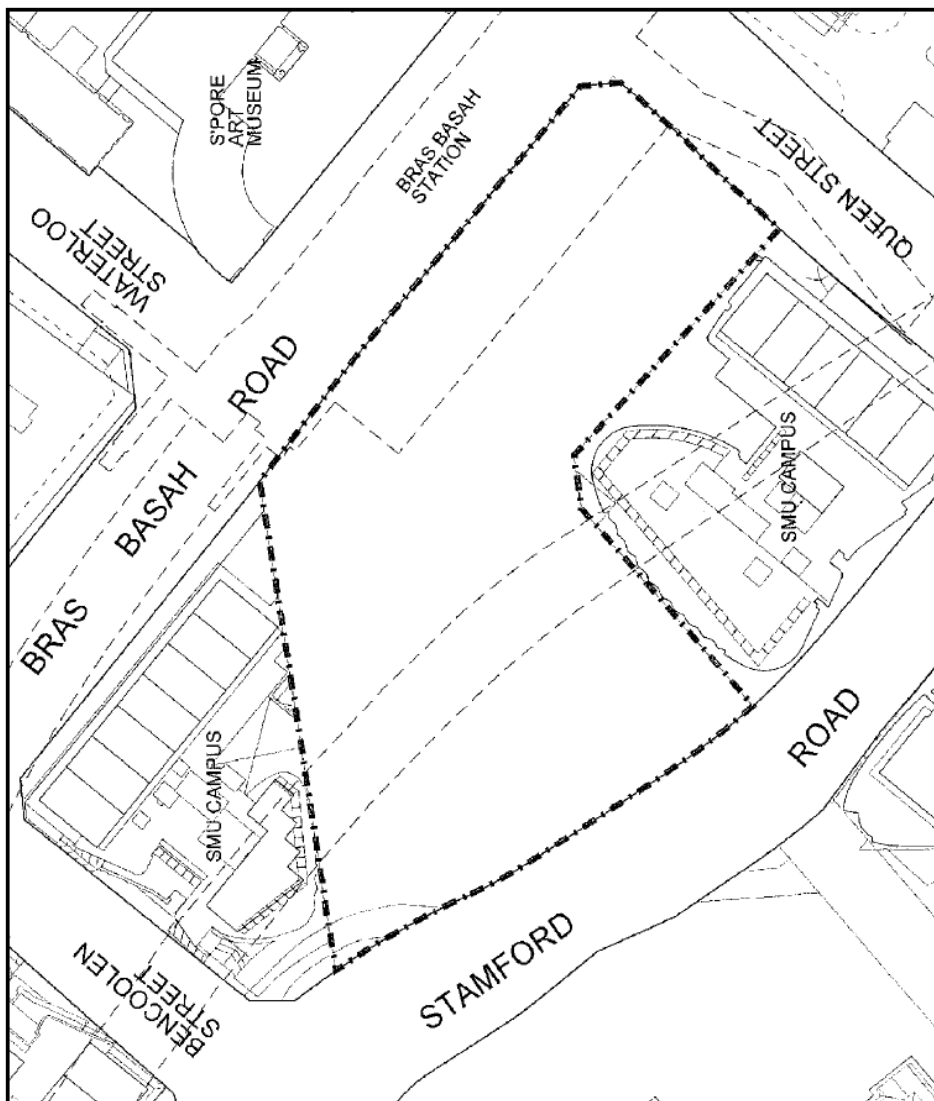 S'PORE
ART
MUSEUM
BRAS BASAH
STATION
QUEEN STREET
WATERLOO
STREET
BRAS
BASAH
ROAD
SMU CAMPUS
SMU CAMPUS
BENCOOLEN
STREET
STAMFORD
ROAD